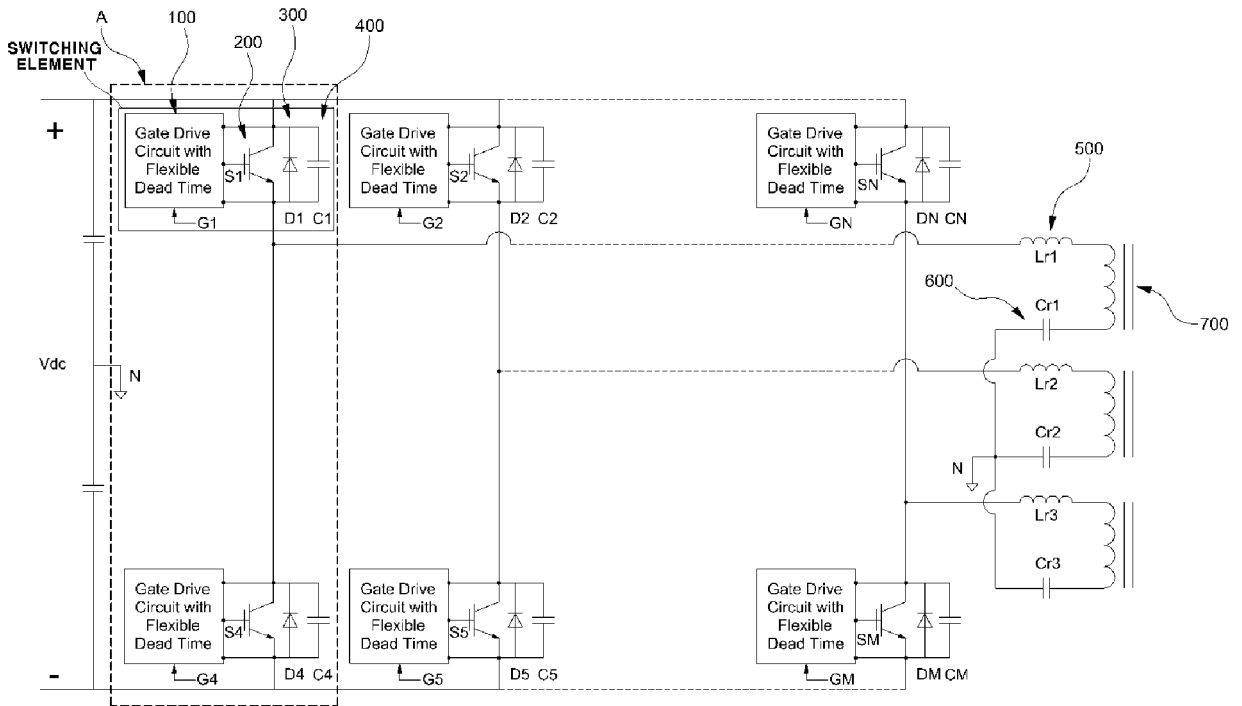 A
100
300
400
200
SWITCHING
ELEMENT
+
Gate Drive
Circuit with
Flexible
Dead Time
S1
G1
D1 C1
Gate Drive
Circuit with
Flexible
Dead Time
S2
G2
D2 C2
Gate Drive
Circuit with
Flexible
Dead Time
SN
GN
DN CN
500
Lr1
600
Cr1
700
Vdc
N
Lr2
Cr2
N
Lr3
Cr3
Gate Drive
Circuit with
Flexible
Dead Time
S4
G4
D4 C4
Gate Drive
Circuit with
Flexible
Dead Time
S5
G5
D5 C5
Gate Drive
Circuit with
Flexible
Dead Time
SM
GM
DM CM
-